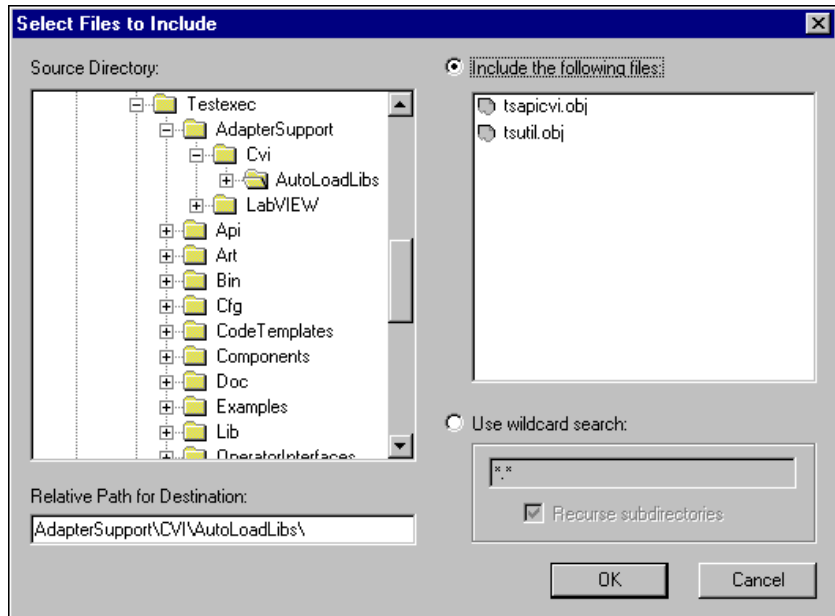 Select Files to Include
Source Directory:
Testexec
AdapterSupport
Cvi
AutoLoadLibs
LabVIEW
Api
Art
Bin
Cfg
CodeTemplates
Components
Doc
Examples
Lib
OperatorInterfaces
Relative Path for Destination:
AdapterSupport\CVI\AutoLoadLibs\
Include the following files:
tsapicvi.obj
tsutil.obj
Use wildcard search:
*.*
Recurse subdirectories
OK
Cancel